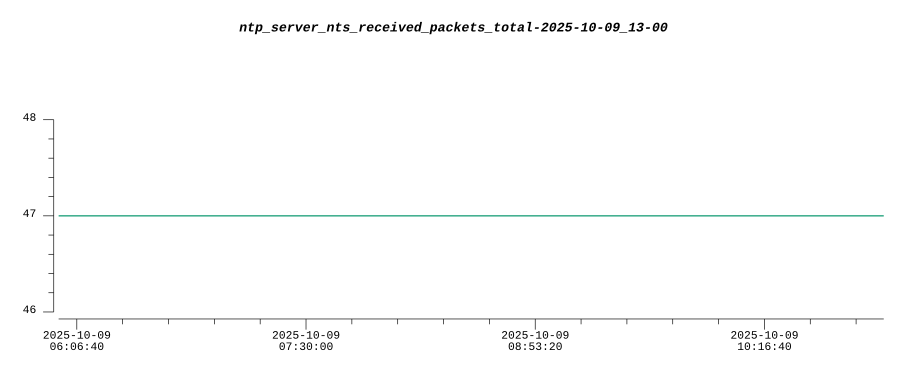 ntp_server_nts_received_packets_total-2025-10-09_13-00
48
47
46
2025-10-09 2025-10-09 2025-10-09 2025-10-09
06:06:40 07:30:00 08:53:20 10:16:40